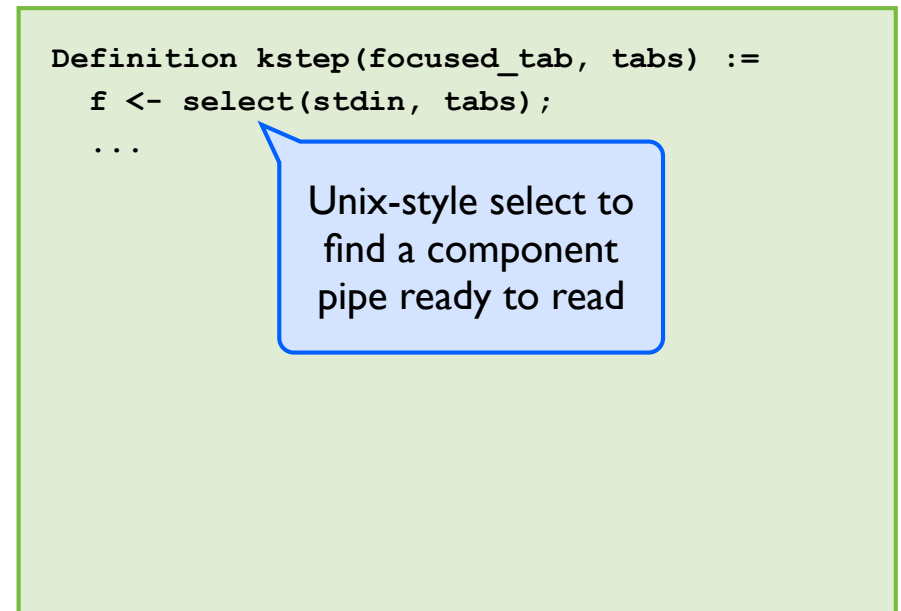 Definition kstep(focused_tab, tabs) :=
f <- select(stdin, tabs);
...
Unix-style select to
find a component
pipe ready to read